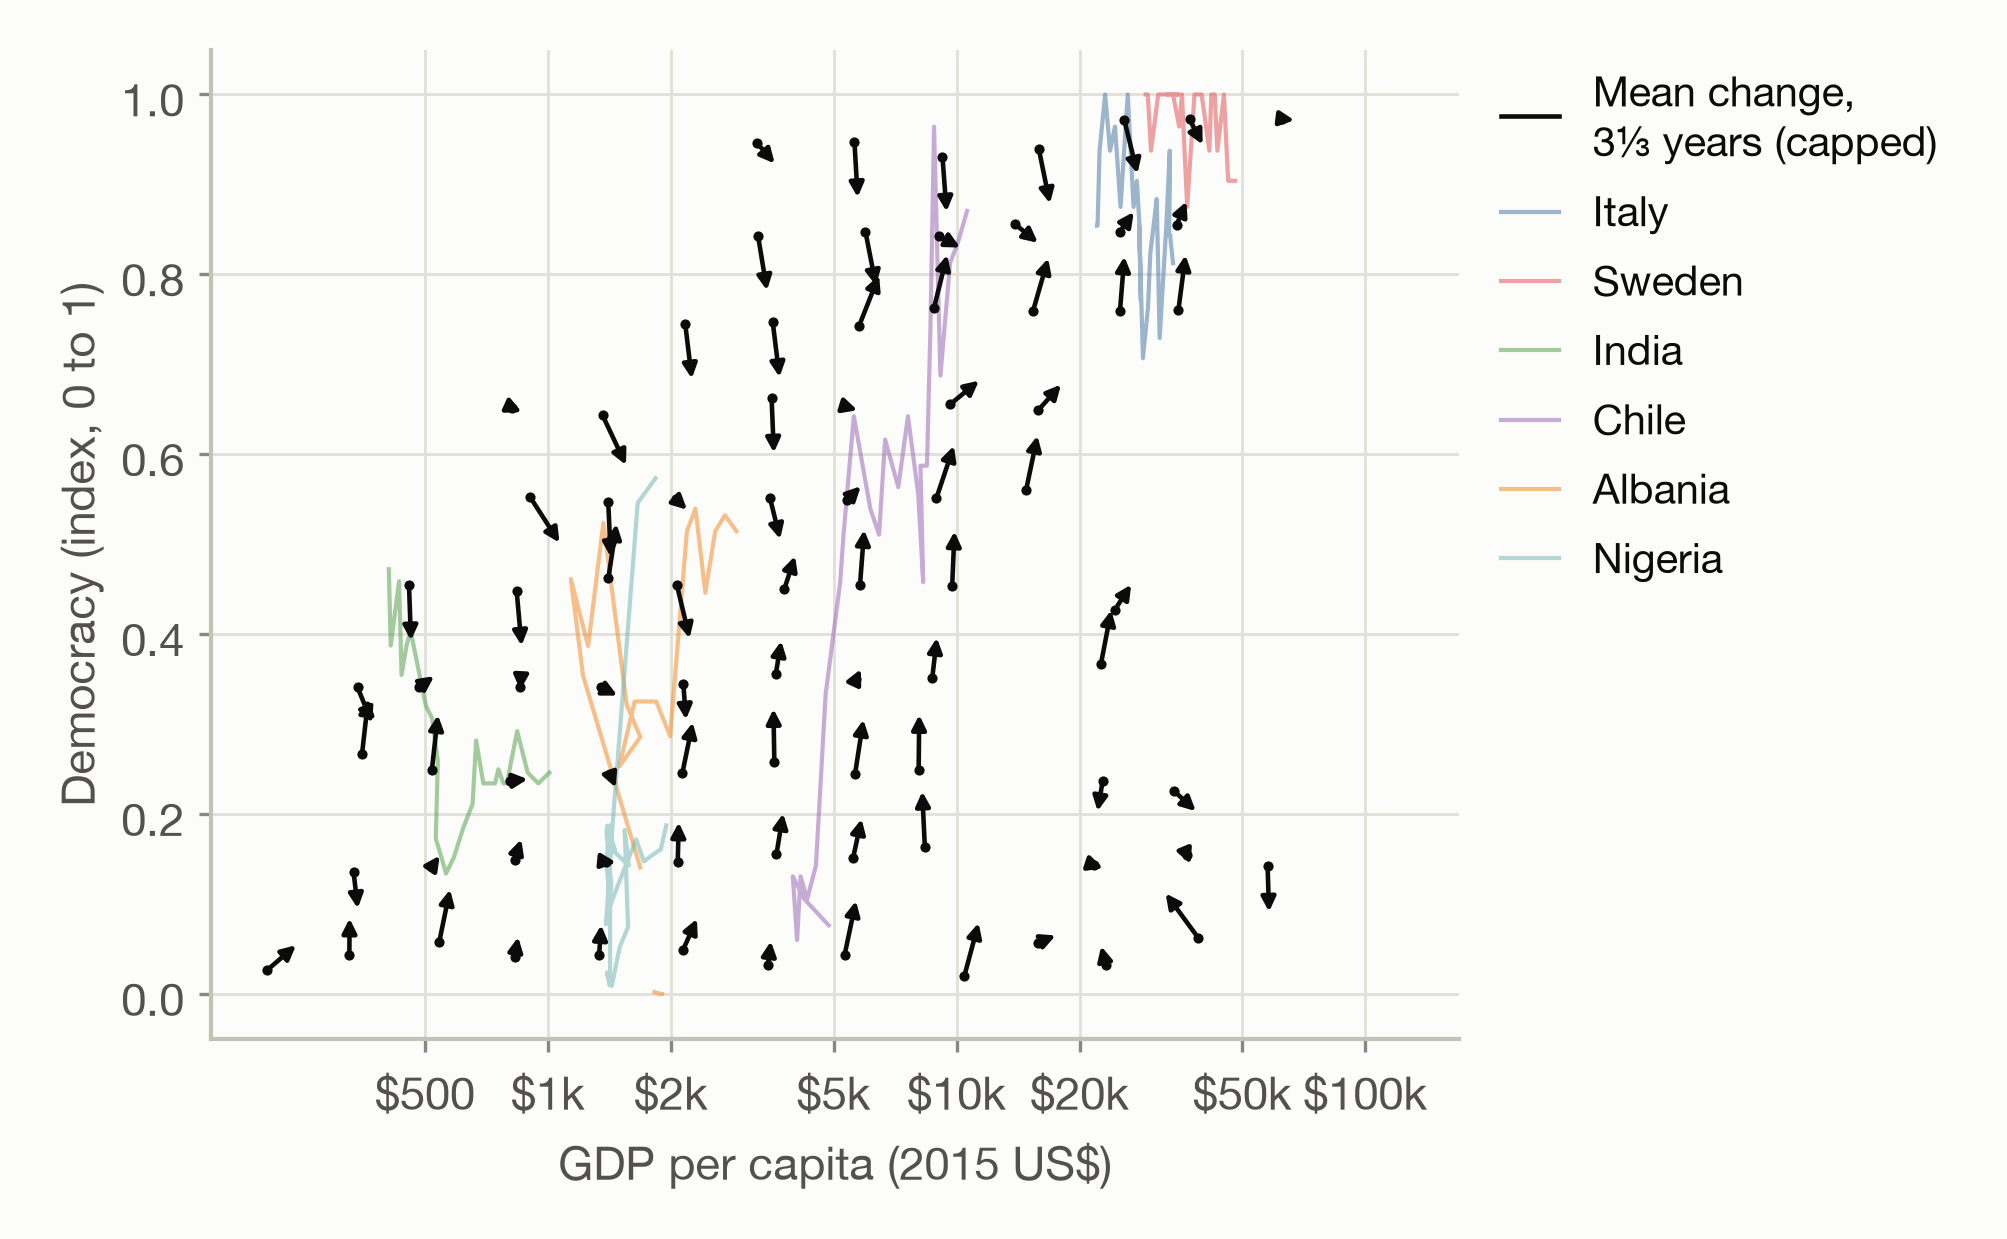 1.0
0.8
0.6
0.4
0.2
0.0
Democracy (index, 0 to 1)
$500 $1k $2k $5k $10k $20k $50k $100k
GDP per capita (2015 US$)
Mean change,
3⅓ years (capped)
Italy
Sweden
India
Chile
Albania
Nigeria